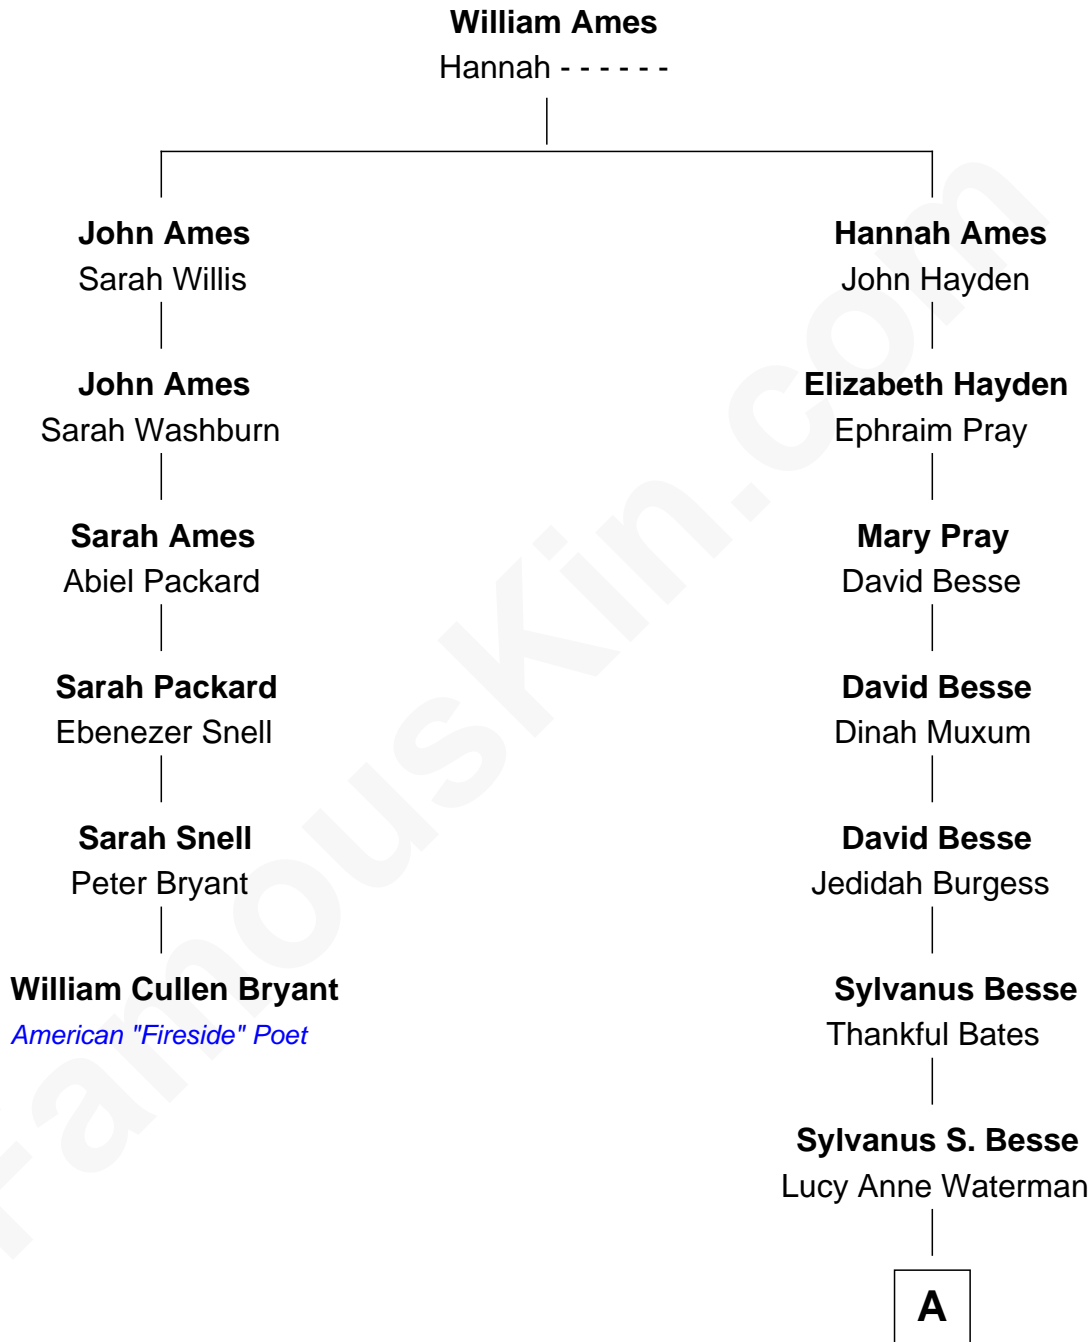 William Ames
Hannah - - - - - -
John Ames
Sarah Willis
John Ames
Sarah Washburn
Sarah Ames
Abiel Packard
Sarah Packard
Ebenezer Snell
Sarah Snell
Peter Bryant
William Cullen Bryant
American "Fireside" Poet
Hannah Ames
John Hayden
Elizabeth Hayden
Ephraim Pray
Mary Pray
David Besse
David Besse
Dinah Muxum
David Besse
Jedidah Burgess
Sylvanus Besse
Thankful Bates
Sylvanus S. Besse
Lucy Anne Waterman
A
FamousKin.com